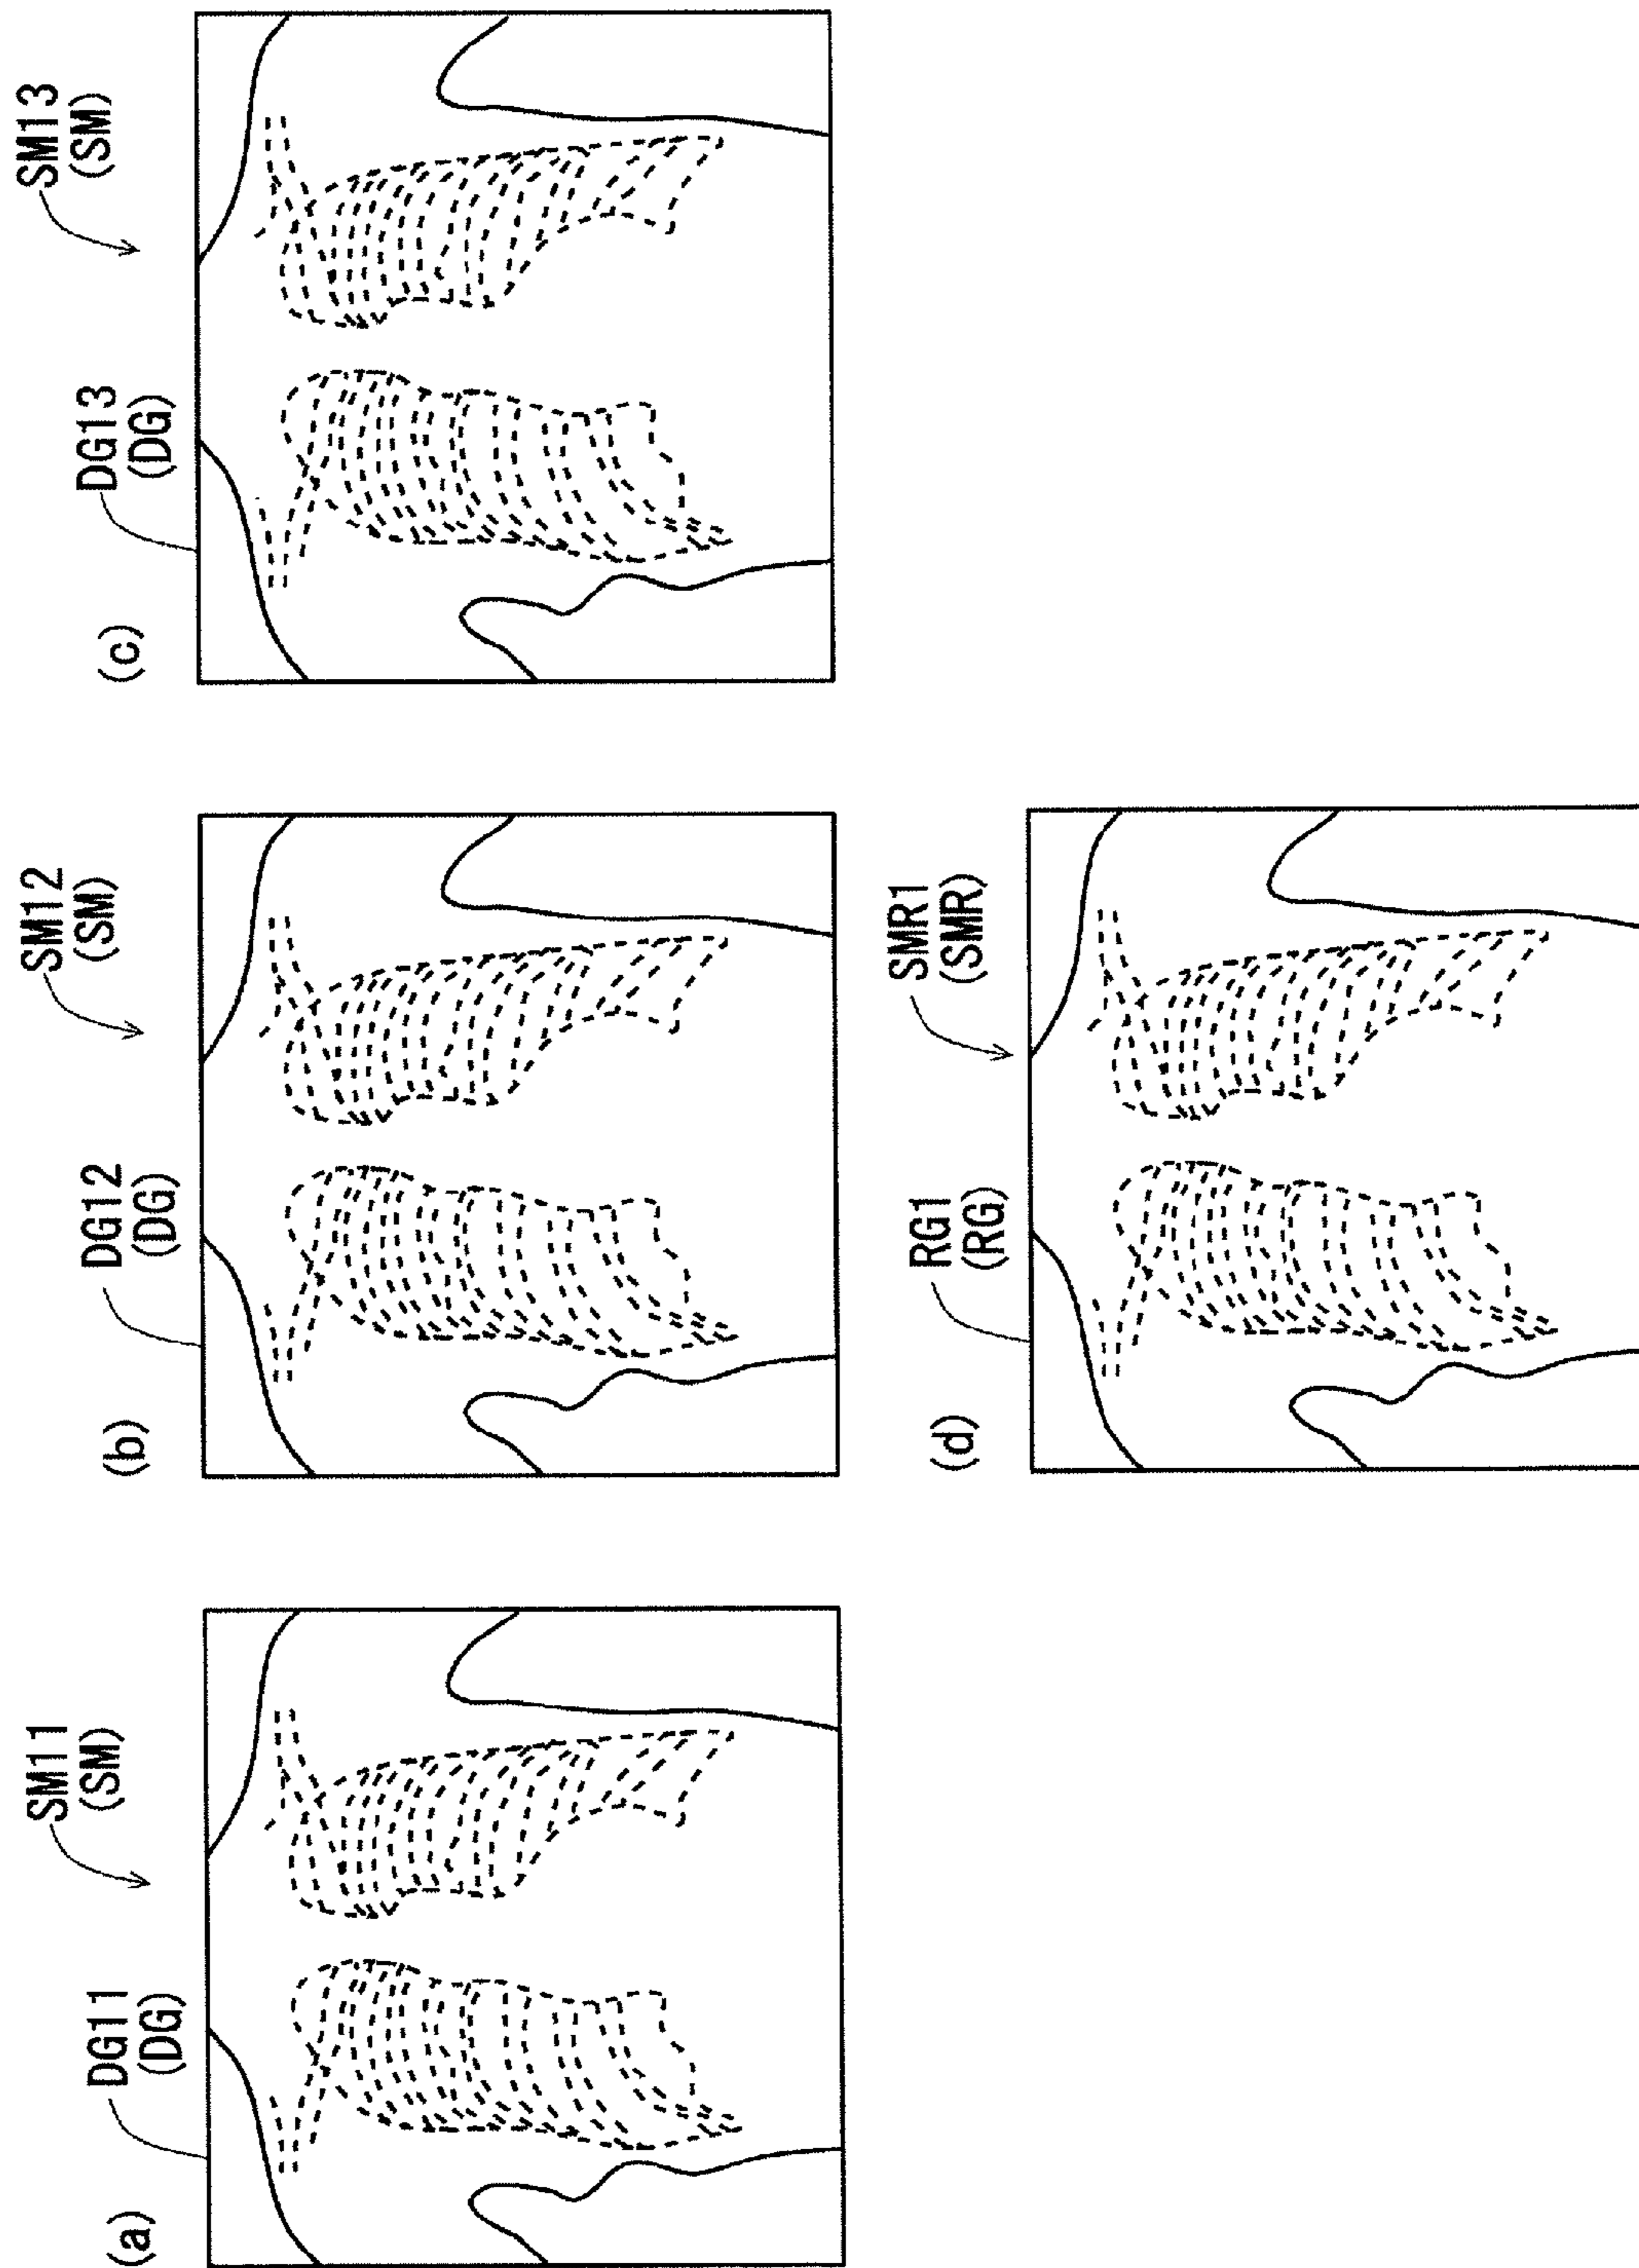 (a)
DG11
(DG)
SM11
(SM)
(b)
DG12
(DG)
SM12
(SM)
(c)
DG13
(DG)
SM13
(SM)
(d)
RG1
(RG)
SMR1
(SMR)